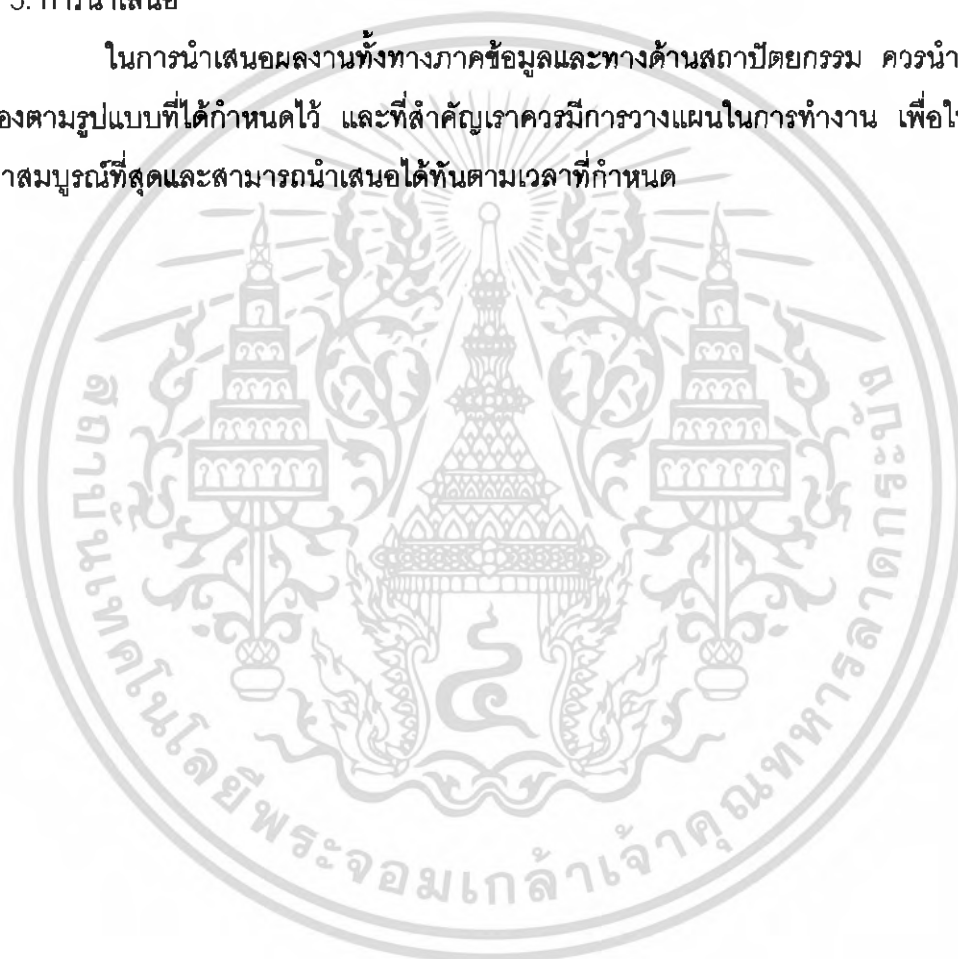 การนำเสนอ
ในการนำเสนอผลงานทั้งทางภาคข้อมูลและทางด้านสถาปัตยกรรม ควรนำ
องตามรูปแบบที่ได้กำหนดไว้ และที่สำคัญเราควรมีการวางแผนในการทำงาน เพื่อให
าสมบูรณ์ที่สุดและสามารถนำเสนอได้ทันตามเวลาที่กำหนด
สถาบันเทคโนโลยีพระจอมเกล้าเจ้าคุณทหารลาดกระบัง
๔